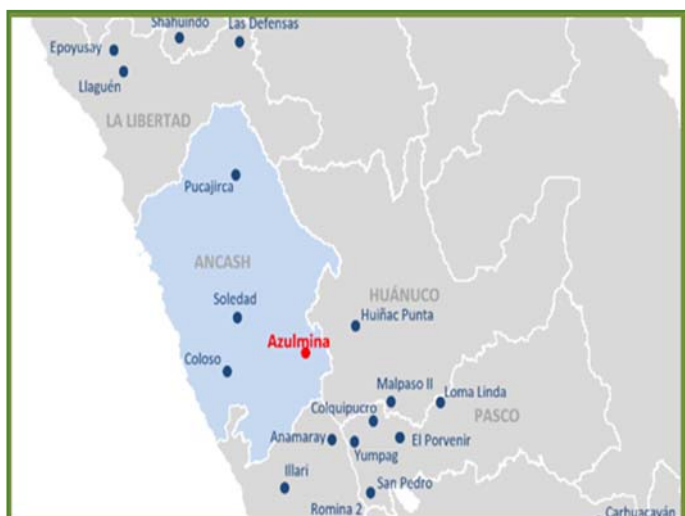 Shahuindo
Las Defensas
Epoyusay
Llaguén
LA LIBERTAD
Pucajirca
ANCASH
Soledad
HUÁNUCO
Huiñac Punta
Azulmina
Coloso
Malpaso II
Loma Linda
Colquipucro
PASCO
Anamaray
Yumpag
El Porvenir
Illari
San Pedro
Romina 2
Carhuacayán